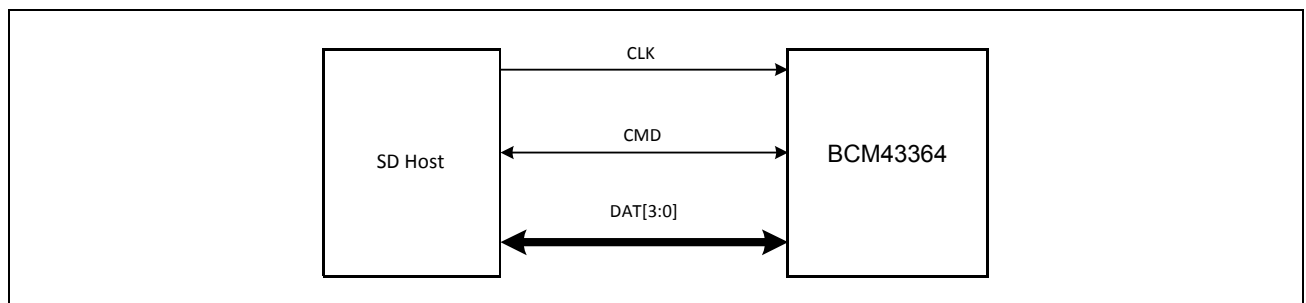 CLK
CMD
SD Host
BCM43364
DAT[3:0]